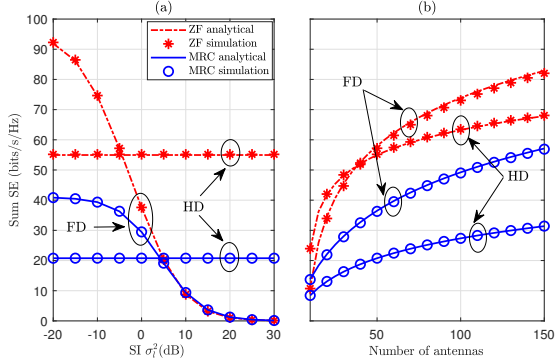 (a)
(b)
100
90
80
70
60
50
40
30
20
10
0
Sum SE (bits/s/Hz)
-20
-10
0
10
20
30
SI σ_i^2(dB)
ZF analytical
ZF simulation
MRC analytical
MRC simulation
FD
HD
FD
HD
50
100
150
Number of antennas